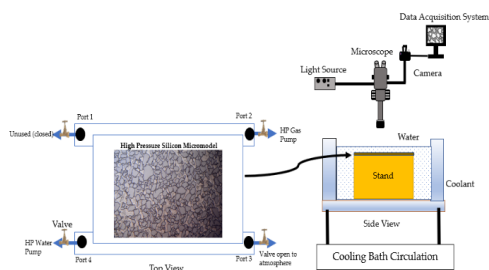 Data Acquisition System
Microscope
Light Source
Camera
Port 1
Port 2
Unused (closed)
HP Gas
Pump
High Pressure Silicon Micromodel
Water
Stand
Coolant
Side View
Valve
HP Water
Pump
Port 4
Port 3
Valve open to
atmosphere
Top View
Cooling Bath Circulation